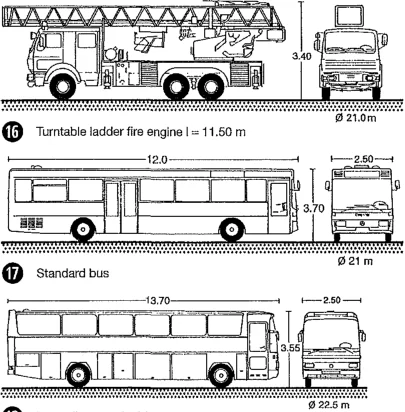 3.40
Ø 21.0 m
16 Turntable ladder fire engine l = 11.50 m
12.0 2.50
3.70
Ø 21 m
17 Standard bus
13.70 2.50
3.55
Ø 22.5 m